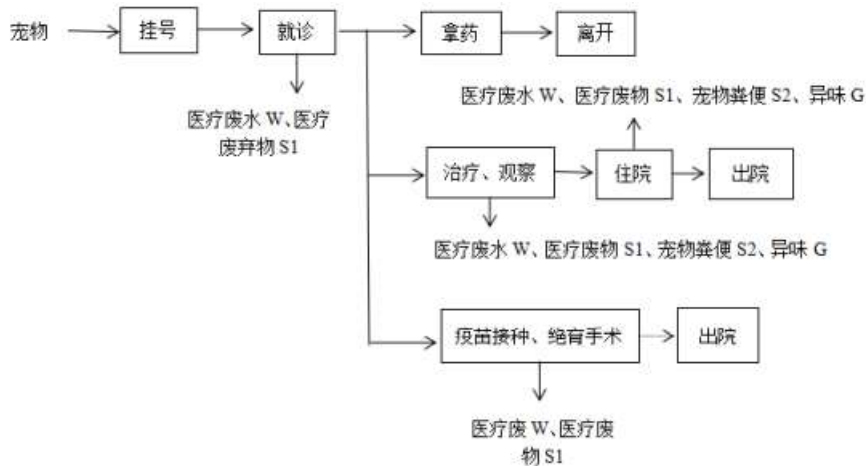 宠物
挂号
就诊
拿药
离开
医疗废水 W、医疗
废弃物 S1
医疗废水 W、医疗废物 S1、宠物粪便 S2、异味 G
治疗、观察
住院
出院
医疗废水 W、医疗废物 S1、宠物粪便 S2、异味 G
疫苗接种、绝育手术
出院
医疗废 W、医疗废
物 S1